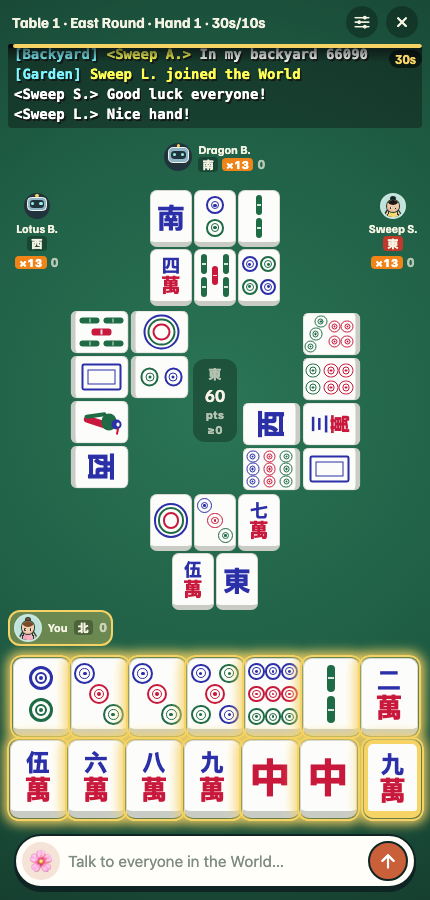 Table 1 · East Round · Hand 1 · 30s/10s
[Backyard] <Sweep A.> In my backyard 66090
30s
[Garden] Sweep L. joined the World
<Sweep S.> Good luck everyone!
<Sweep L.> Nice hand!
Dragon B.
南 ×13 0
Lotus B.
西
×13 0
Sweep S.
東
×13 0
南
四萬
東
60
pts
≥0
西
三萬
西
七萬
伍萬
東
You 北 0
二萬
伍萬
六萬
八萬
九萬
中
中
九萬
Talk to everyone in the World...